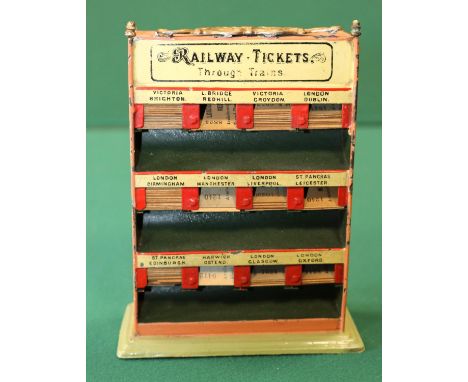 RAILWAY · TICKETS
Through Trains
VICTORIA L. BRIDGE VICTORIA LONDON
BRIGHTON. REDHILL. CROYDON. DUBLIN.
LONDON LONDON LONDON ST PANCRAS
BIRMINGHAM MANCHESTER LIVERPOOL. LEICESTER.
ST PANCRAS HARWICH LONDON LONDON
EDINBURGH. OSTEND. GLASGOW. OXFORD.